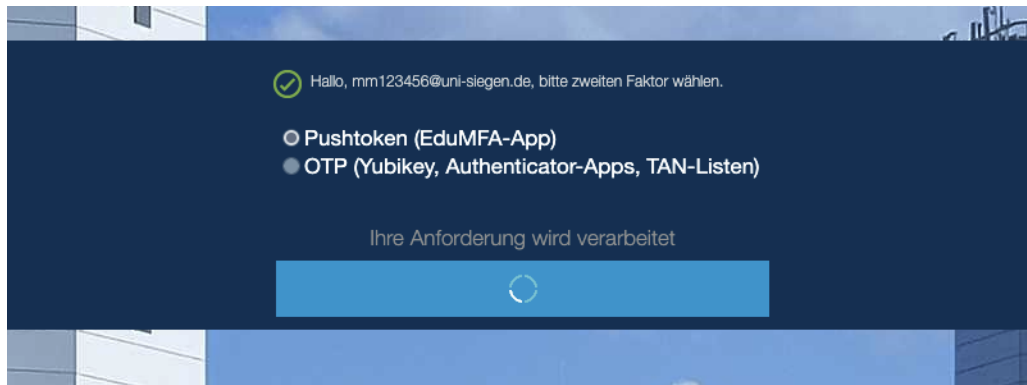 Hallo, mm123456@uni-siegen.de, bitte zweiten Faktor wählen.
Pushtoken (EduMFA-App)
OTP (Yubikey, Authenticator-Apps, TAN-Listen)
Ihre Anforderung wird verarbeitet